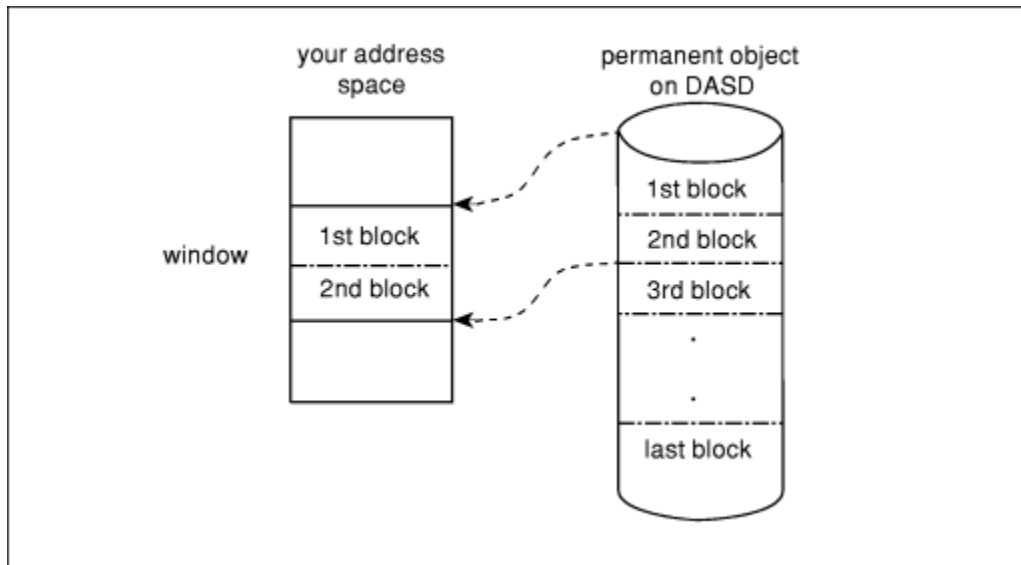 your address
space
permanent object
on DASD
window
1st block
2nd block
1st block
2nd block
3rd block
.
.
last block